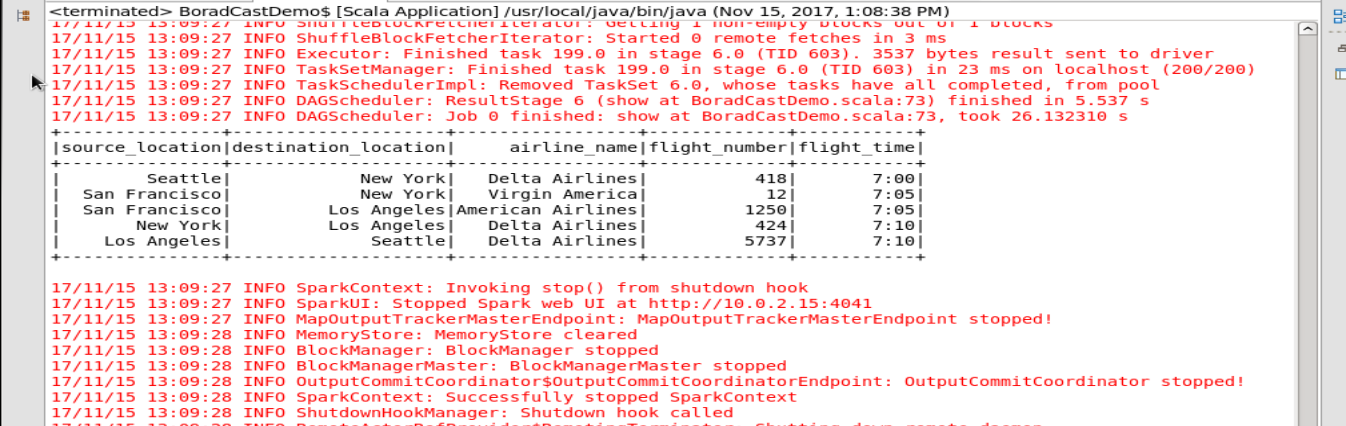 <terminated> BoradCastDemo$ [Scala Application] /usr/local/java/bin/java (Nov 15, 2017, 1:08:38 PM)
17/11/15 13:09:27 INFO ShuffleBlockFetcherIterator: Getting 1 non-empty blocks out of 1 blocks
17/11/15 13:09:27 INFO ShuffleBlockFetcherIterator: Started 0 remote fetches in 3 ms
17/11/15 13:09:27 INFO Executor: Finished task 199.0 in stage 6.0 (TID 603). 3537 bytes result sent to driver
17/11/15 13:09:27 INFO TaskSetManager: Finished task 199.0 in stage 6.0 (TID 603) in 23 ms on localhost (200/200)
17/11/15 13:09:27 INFO TaskSchedulerImpl: Removed TaskSet 6.0, whose tasks have all completed, from pool
17/11/15 13:09:27 INFO DAGScheduler: ResultStage 6 (show at BoradCastDemo.scala:73) finished in 5.537 s
17/11/15 13:09:27 INFO DAGScheduler: Job 0 finished: show at BoradCastDemo.scala:73, took 26.132310 s
+---------------+--------------------+-----------------+-------------+-----------+
|source_location|destination_location|     airline_name|flight_number|flight_time|
+---------------+--------------------+-----------------+-------------+-----------+
|        Seattle|            New York|   Delta Airlines|          418|       7:00|
|  San Francisco|            New York|   Virgin America|           12|       7:05|
|  San Francisco|         Los Angeles|American Airlines|         1250|       7:05|
|       New York|         Los Angeles|   Delta Airlines|          424|       7:10|
|    Los Angeles|             Seattle|   Delta Airlines|         5737|       7:10|
+---------------+--------------------+-----------------+-------------+-----------+
17/11/15 13:09:27 INFO SparkContext: Invoking stop() from shutdown hook
17/11/15 13:09:27 INFO SparkUI: Stopped Spark web UI at http://10.0.2.15:4041
17/11/15 13:09:27 INFO MapOutputTrackerMasterEndpoint: MapOutputTrackerMasterEndpoint stopped!
17/11/15 13:09:28 INFO MemoryStore: MemoryStore cleared
17/11/15 13:09:28 INFO BlockManager: BlockManager stopped
17/11/15 13:09:28 INFO BlockManagerMaster: BlockManagerMaster stopped
17/11/15 13:09:28 INFO OutputCommitCoordinator$OutputCommitCoordinatorEndpoint: OutputCommitCoordinator stopped!
17/11/15 13:09:28 INFO SparkContext: Successfully stopped SparkContext
17/11/15 13:09:28 INFO ShutdownHookManager: Shutdown hook called